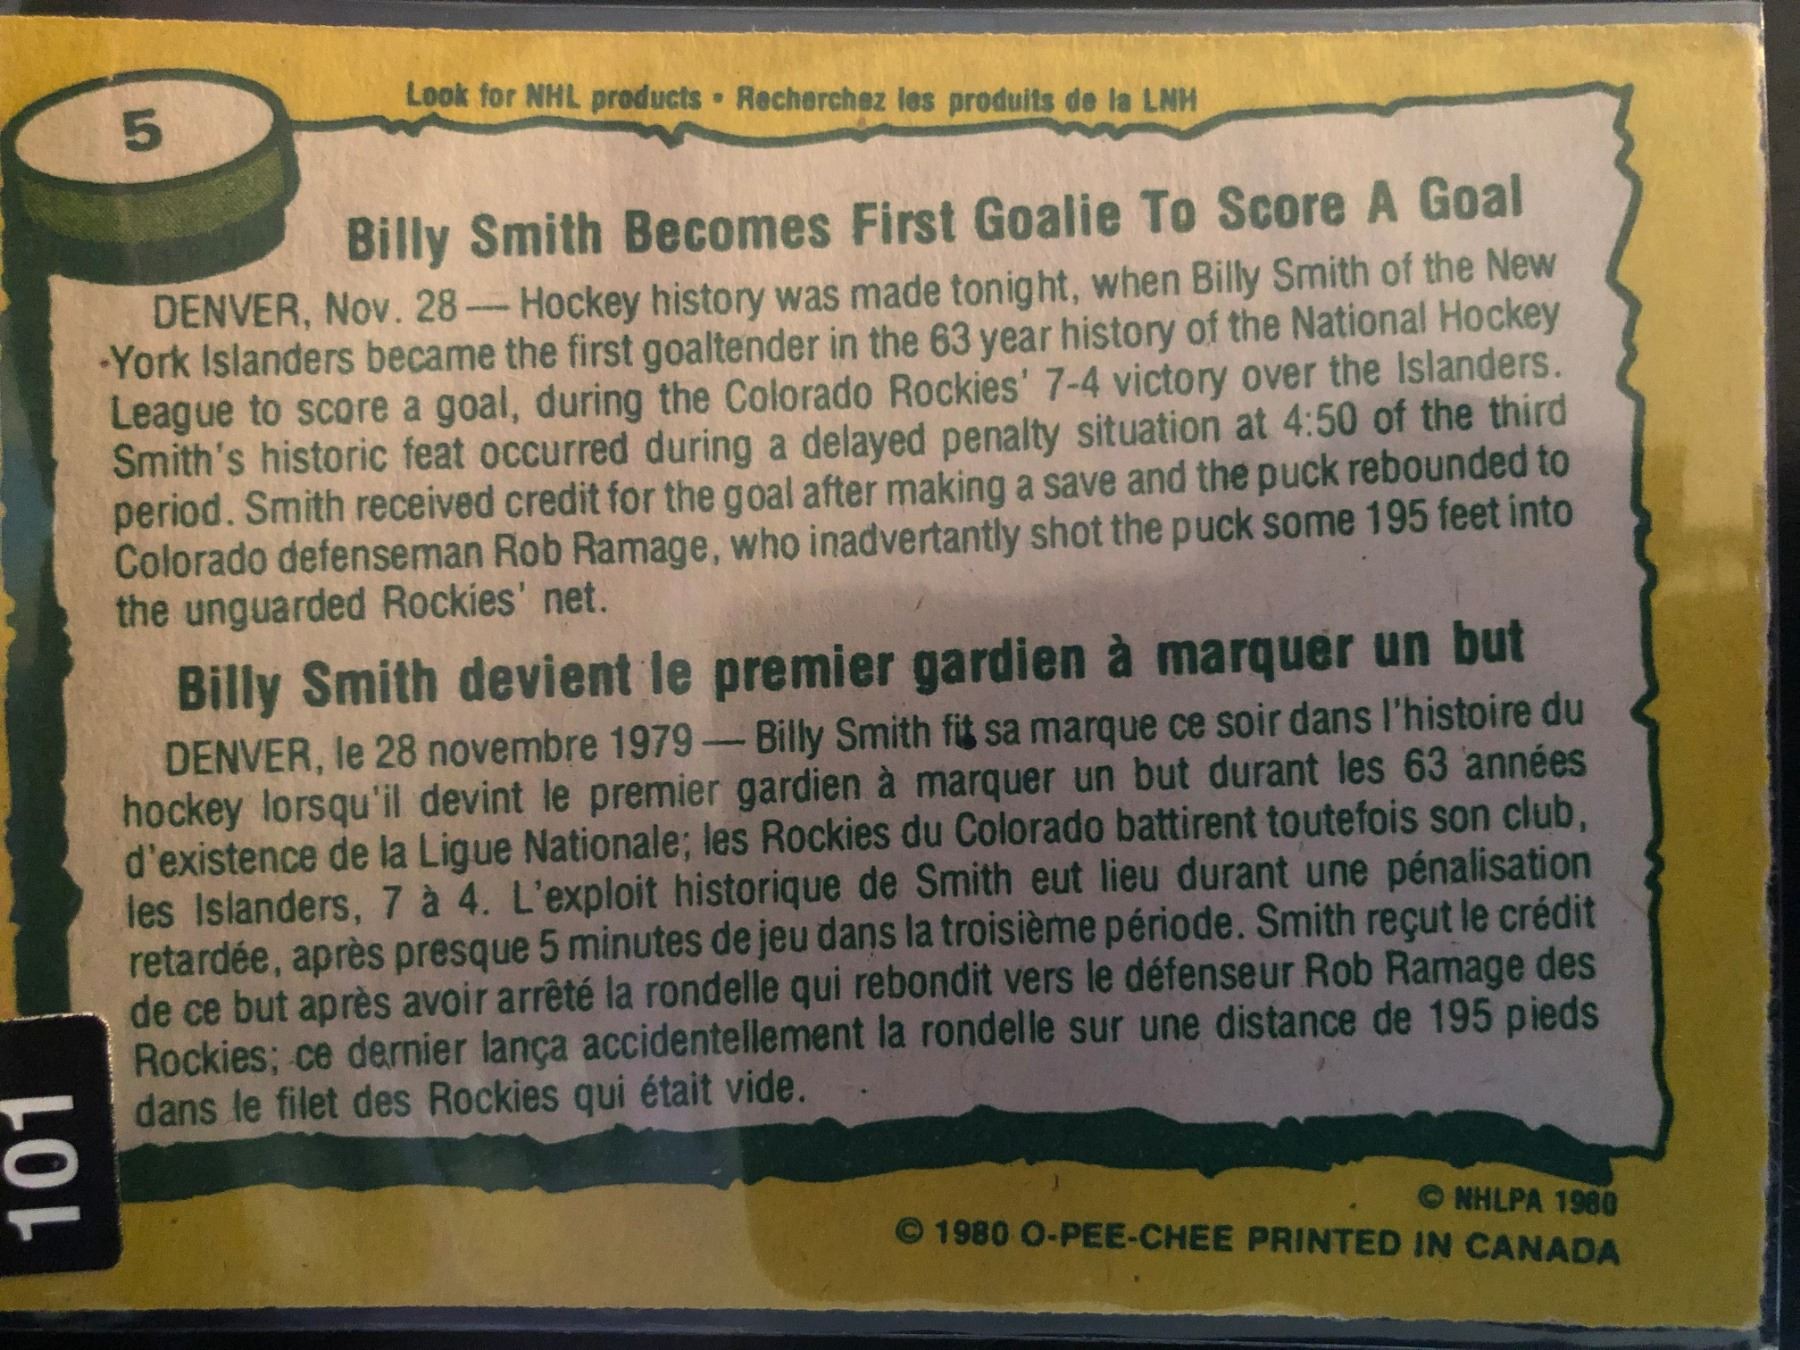 5
Look for NHL products • Recherchez les produits de la LNH
Billy Smith Becomes First Goalie To Score A Goal
DENVER, Nov. 28 — Hockey history was made tonight, when Billy Smith of the New
York Islanders became the first goaltender in the 63 year history of the National Hockey
League to score a goal, during the Colorado Rockies' 7-4 victory over the Islanders.
Smith's historic feat occurred during a delayed penalty situation at 4:50 of the third
period. Smith received credit for the goal after making a save and the puck rebounded to
Colorado defenseman Rob Ramage, who inadvertantly shot the puck some 195 feet into
the unguarded Rockies' net.
Billy Smith devient le premier gardien à marquer un but
DENVER, le 28 novembre 1979 — Billy Smith fit sa marque ce soir dans l'histoire du
hockey lorsqu'il devint le premier gardien à marquer un but durant les 63 années
d'existence de la Ligue Nationale; les Rockies du Colorado battirent toutefois son club,
les Islanders, 7 à 4. L'exploit historique de Smith eut lieu durant une pénalisation
retardée, après presque 5 minutes de jeu dans la troisième période. Smith reçut le crédit
de ce but après avoir arrêté la rondelle qui rebondit vers le défenseur Rob Ramage des
Rockies; ce dernier lança accidentellement la rondelle sur une distance de 195 pieds
dans le filet des Rockies qui était vide.
101
© NHLPA 1980
© 1980 O-PEE-CHEE PRINTED IN CANADA